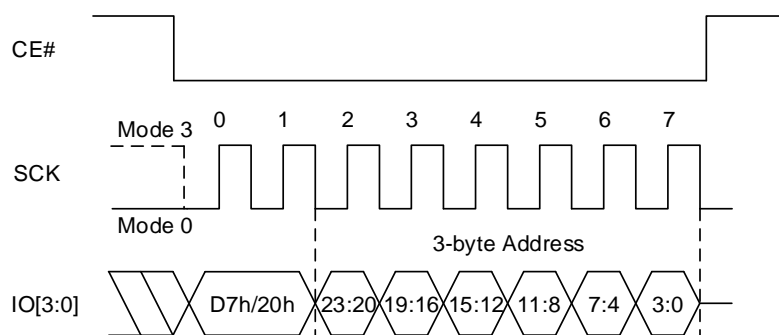 CE#
Mode 3 0 1 2 3 4 5 6 7
SCK
Mode 0
3-byte Address
IO[3:0] D7h/20h 23:20 19:16 15:12 11:8 7:4 3:0